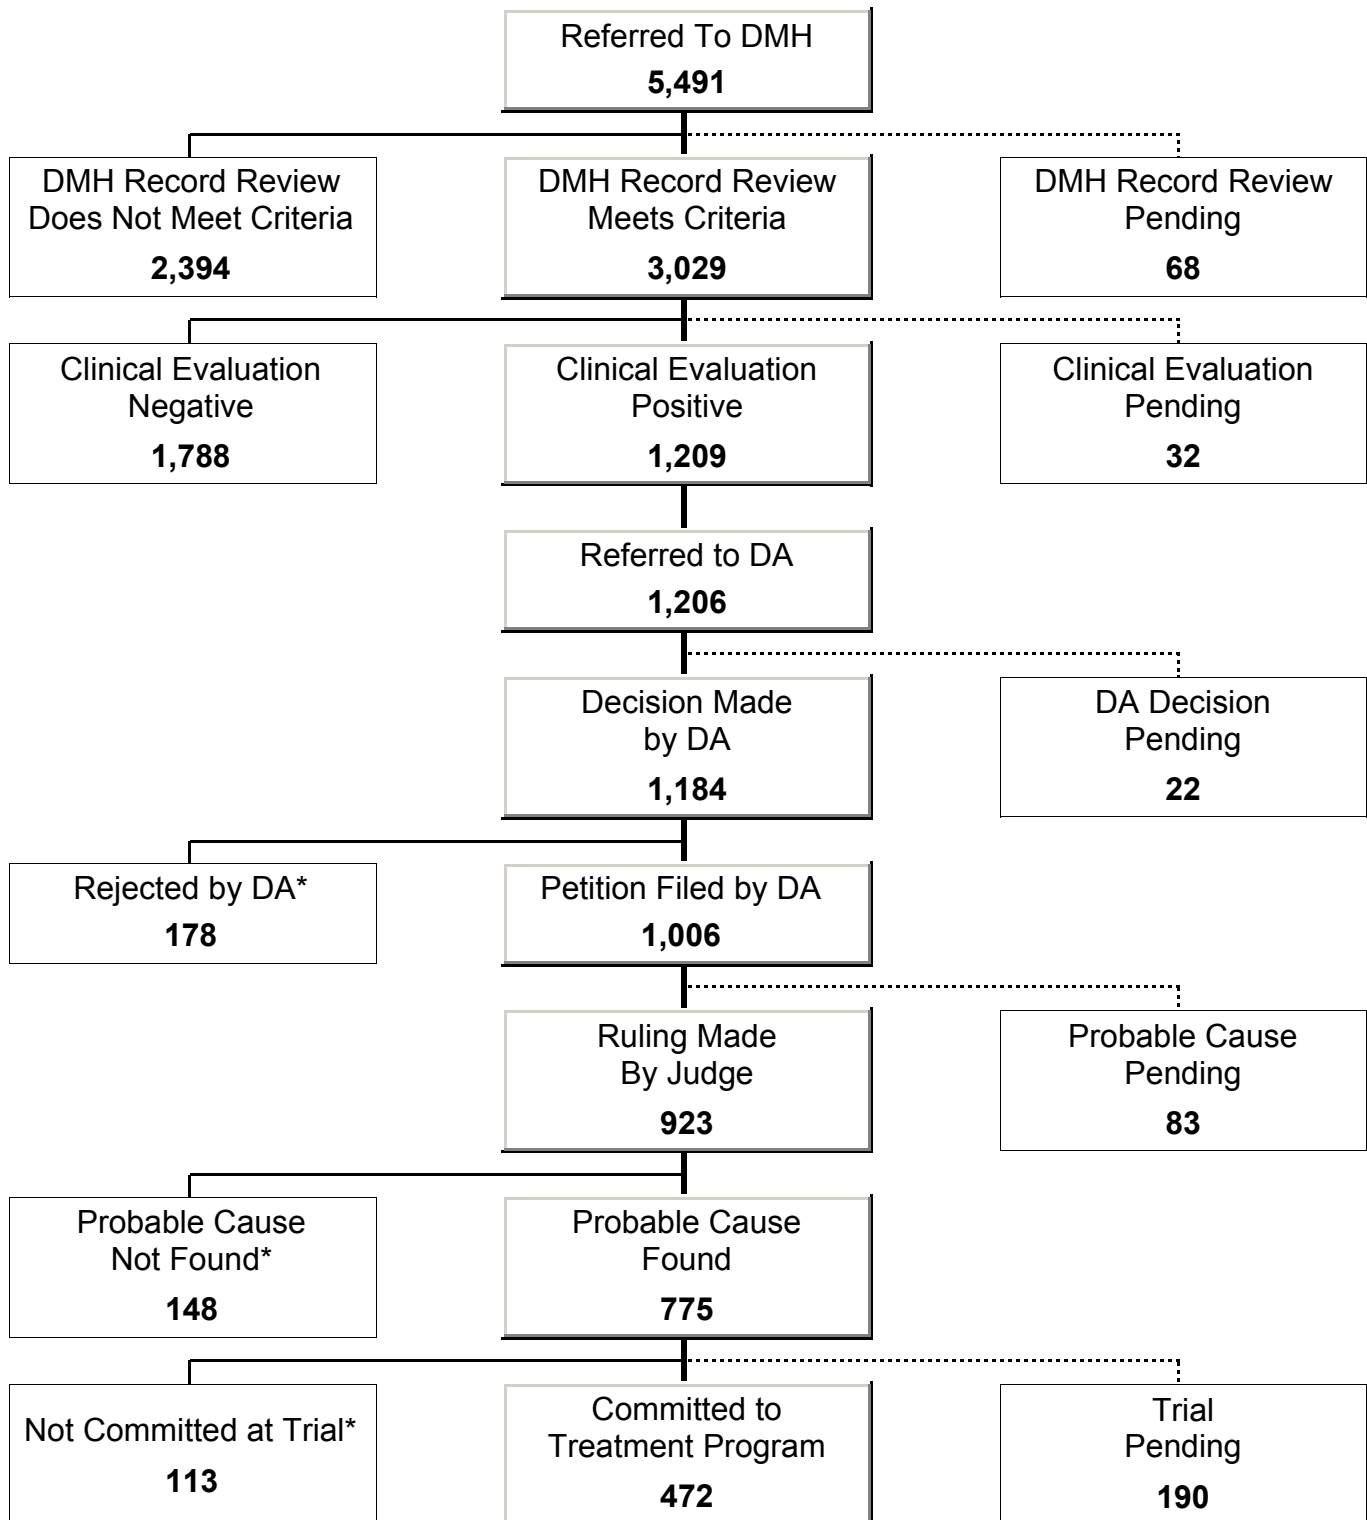 Referred To DMH
5,491
DMH Record Review
Does Not Meet Criteria
2,394
DMH Record Review
Meets Criteria
3,029
DMH Record Review
Pending
68
Clinical Evaluation
Negative
1,788
Clinical Evaluation
Positive
1,209
Clinical Evaluation
Pending
32
Referred to DA
1,206
Decision Made
by DA
1,184
DA Decision
Pending
22
Rejected by DA*
178
Petition Filed by DA
1,006
Ruling Made
By Judge
923
Probable Cause
Pending
83
Probable Cause
Not Found*
148
Probable Cause
Found
775
Not Committed at Trial*
113
Committed to
Treatment Program
472
Trial
Pending
190